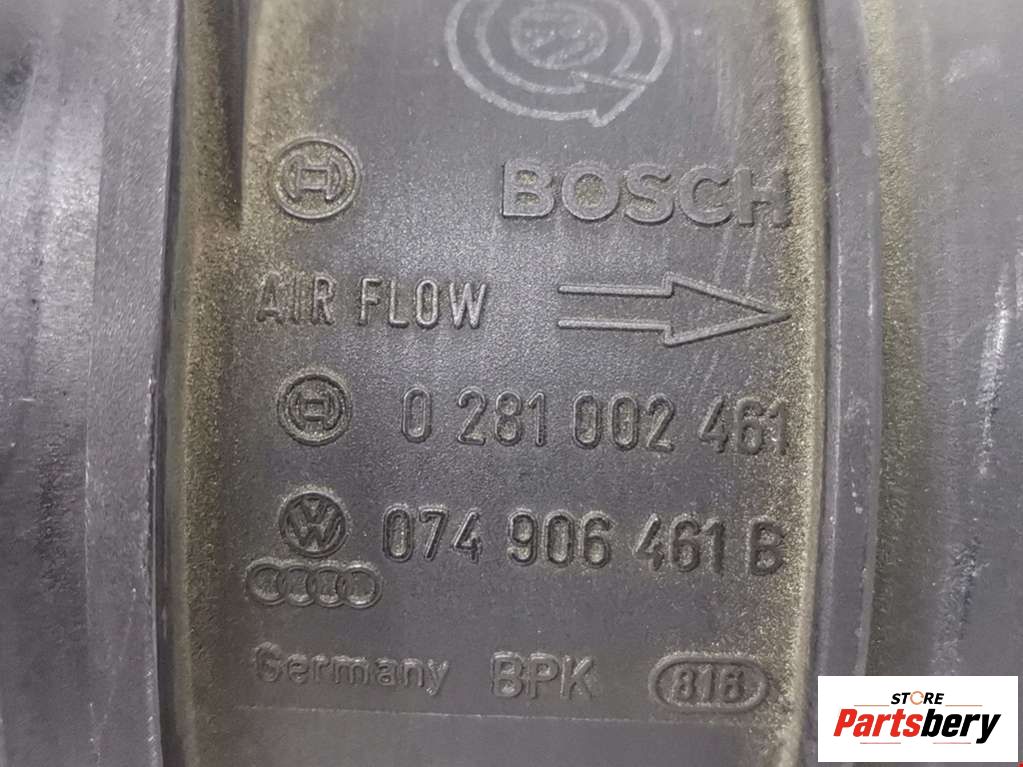 BOSCH
AIR FLOW
0 281 002 461
074 906 461 B
Germany BPK 816
STORE
Partsbery